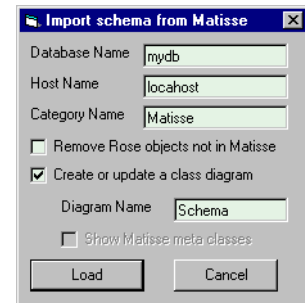 Import schema from Matisse
Database Name mydb
Host Name locahost
Category Name Matisse
Remove Rose objects not in Matisse
Create or update a class diagram
Diagram Name Schema
Show Matisse meta classes
Load Cancel